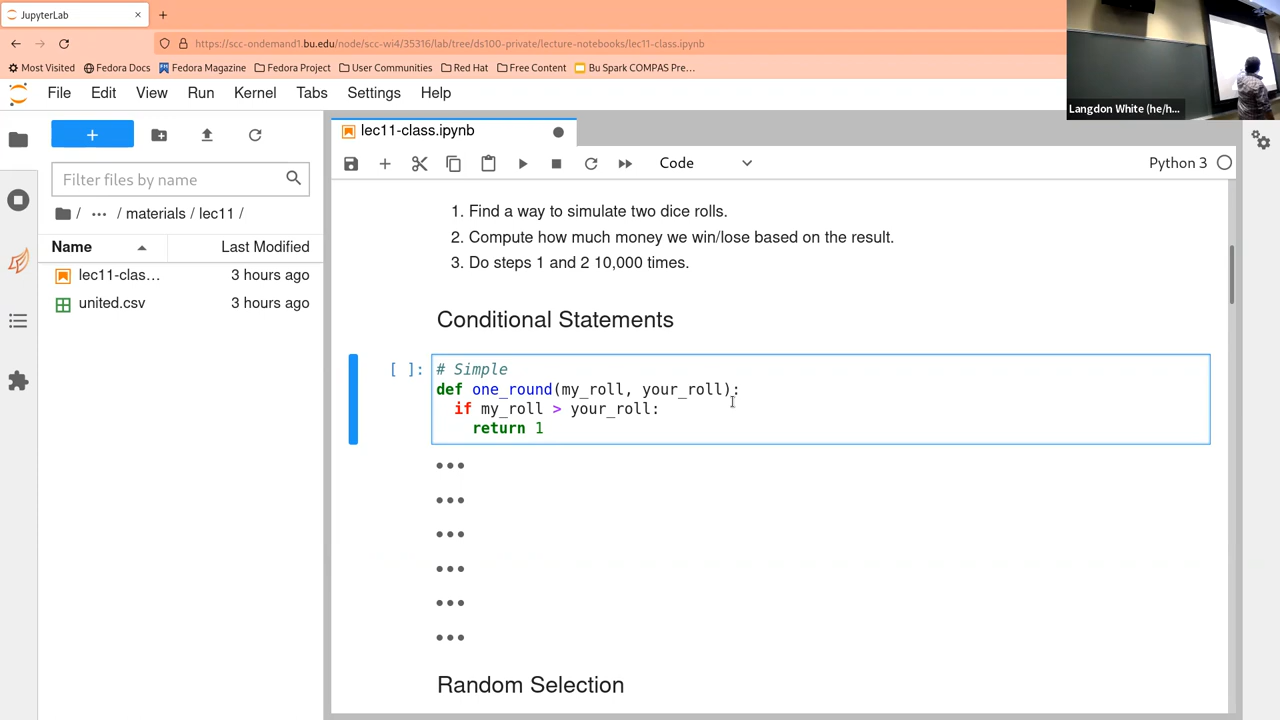 JupyterLab
https://scc-ondemand1.bu.edu/node/scc-wi4/35316/lab/tree/ds100-private/lecture-notebooks/lec11-class.ipynb
Most Visited Fedora Docs Fedora Magazine Fedora Project User Communities Red Hat Free Content Bu Spark COMPAS Pre...
Langdon White (he/h...
File Edit View Run Kernel Tabs Settings Help
Filter files by name
/ ... / materials / lec11 /
Name Last Modified
lec11-clas... 3 hours ago
united.csv 3 hours ago
lec11-class.ipynb
Code
Python 3
1. Find a way to simulate two dice rolls.
2. Compute how much money we win/lose based on the result.
3. Do steps 1 and 2 10,000 times.
Conditional Statements
[ ]:
# Simple
def one_round(my_roll, your_roll):
if my_roll > your_roll:
return 1
Random Selection